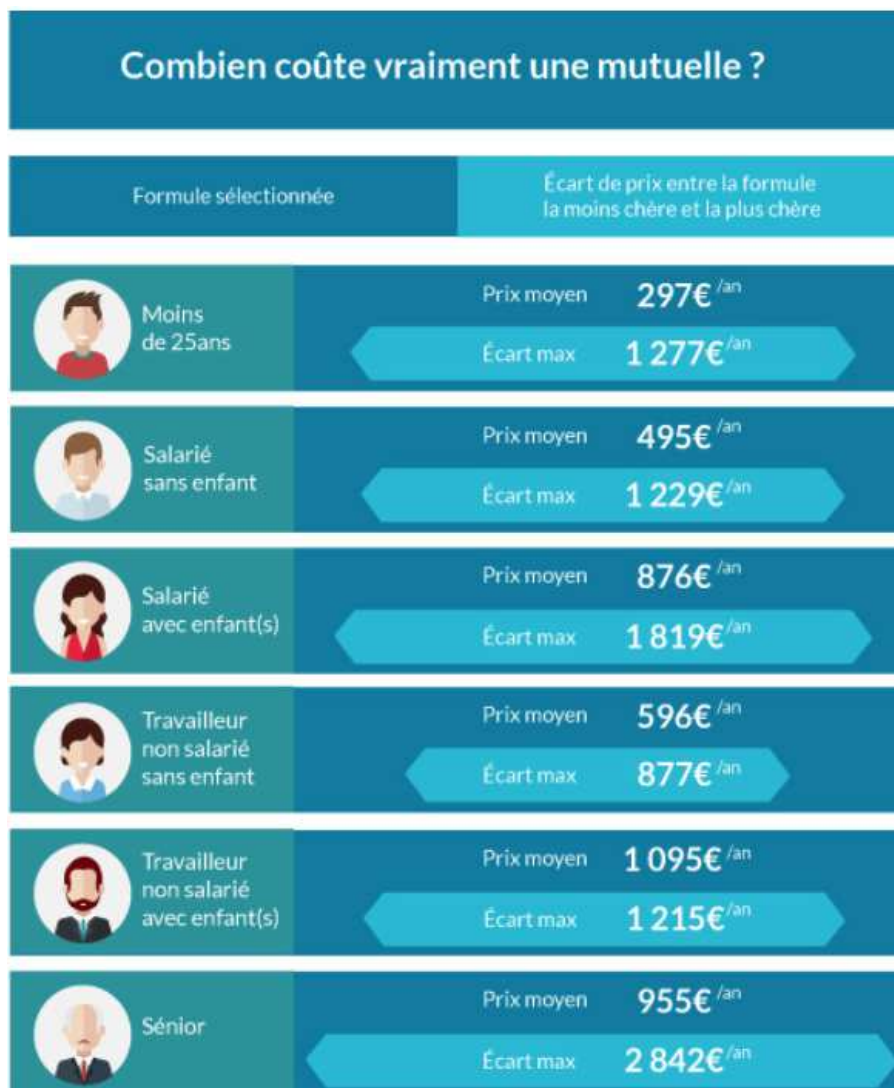 Combien coûte vraiment une mutuelle ?
Formule sélectionnée
Écart de prix entre la formule
la moins chère et la plus chère
Moins
de 25ans
Prix moyen 297€ /an
Écart max 1 277€ /an
Salarié
sans enfant
Prix moyen 495€ /an
Écart max 1 229€ /an
Salarié
avec enfant(s)
Prix moyen 876€ /an
Écart max 1 819€ /an
Travailleur
non salarié
sans enfant
Prix moyen 596€ /an
Écart max 877€ /an
Travailleur
non salarié
avec enfant(s)
Prix moyen 1 095€ /an
Écart max 1 215€ /an
Sénior
Prix moyen 955€ /an
Écart max 2 842€ /an